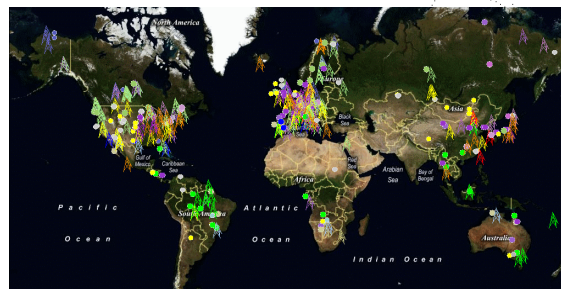 North America
Europe
Black
Sea
Asia
Gulf of
Mexico
Caribbean
Sea
Red
Sea
Arabian
Sea
Bay of
Bengal
Africa
Pacific
Atlantic
South America
Ocean
Ocean
Australia
Indian Ocean